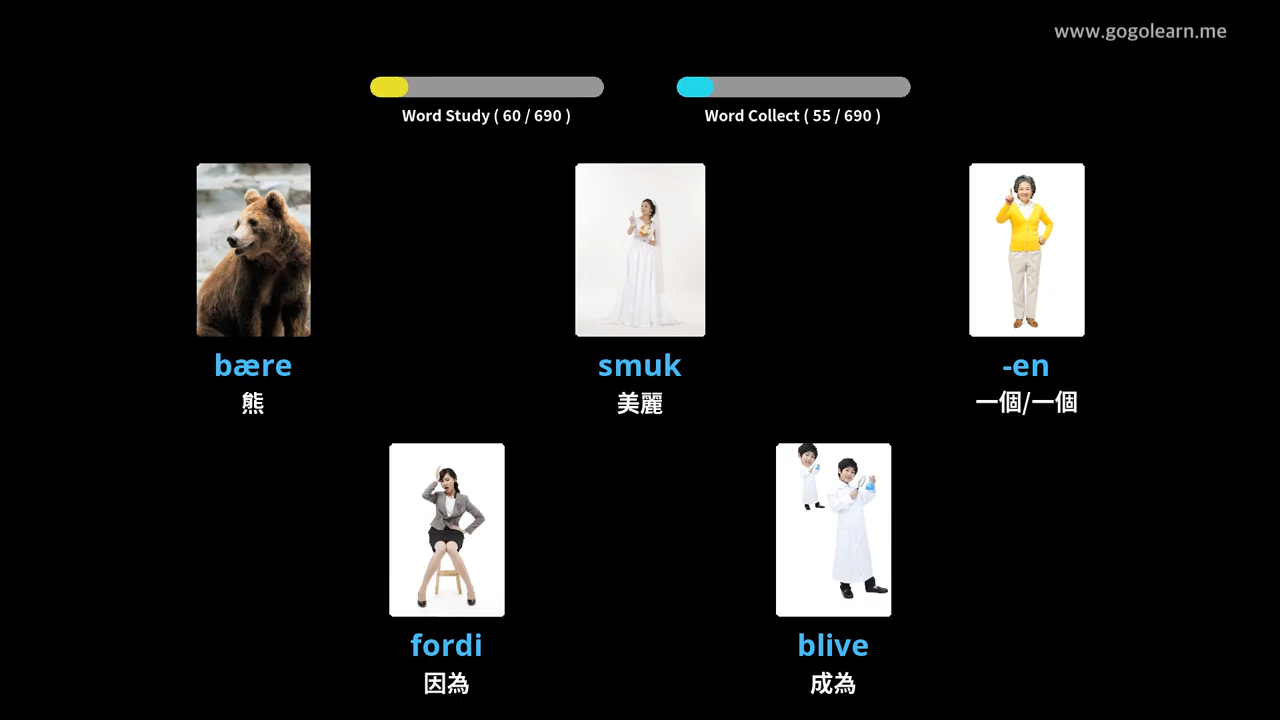 www.gogolearn.me
Word Study ( 60 / 690 )
Word Collect ( 55 / 690 )
bære
熊
smuk
美麗
-en
一個/一個
fordi
因為
blive
成為